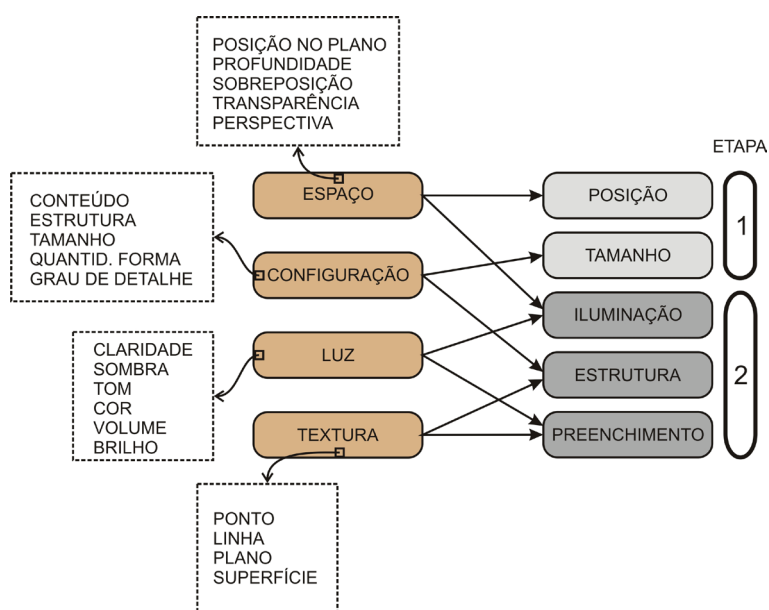 POSIÇÃO NO PLANO
PROFUNDIDADE
SOBREPOSIÇÃO
TRANSPARÊNCIA
PERSPECTIVA
ETAPA
ESPAÇO
POSIÇÃO
1
CONTEÚDO
ESTRUTURA
TAMANHO
QUANTID. FORMA
GRAU DE DETALHE
CONFIGURAÇÃO
TAMANHO
ILUMINAÇÃO
CLARIDADE
SOMBRA
TOM
COR
VOLUME
BRILHO
LUZ
ESTRUTURA
2
TEXTURA
PREENCHIMENTO
PONTO
LINHA
PLANO
SUPERFÍCIE